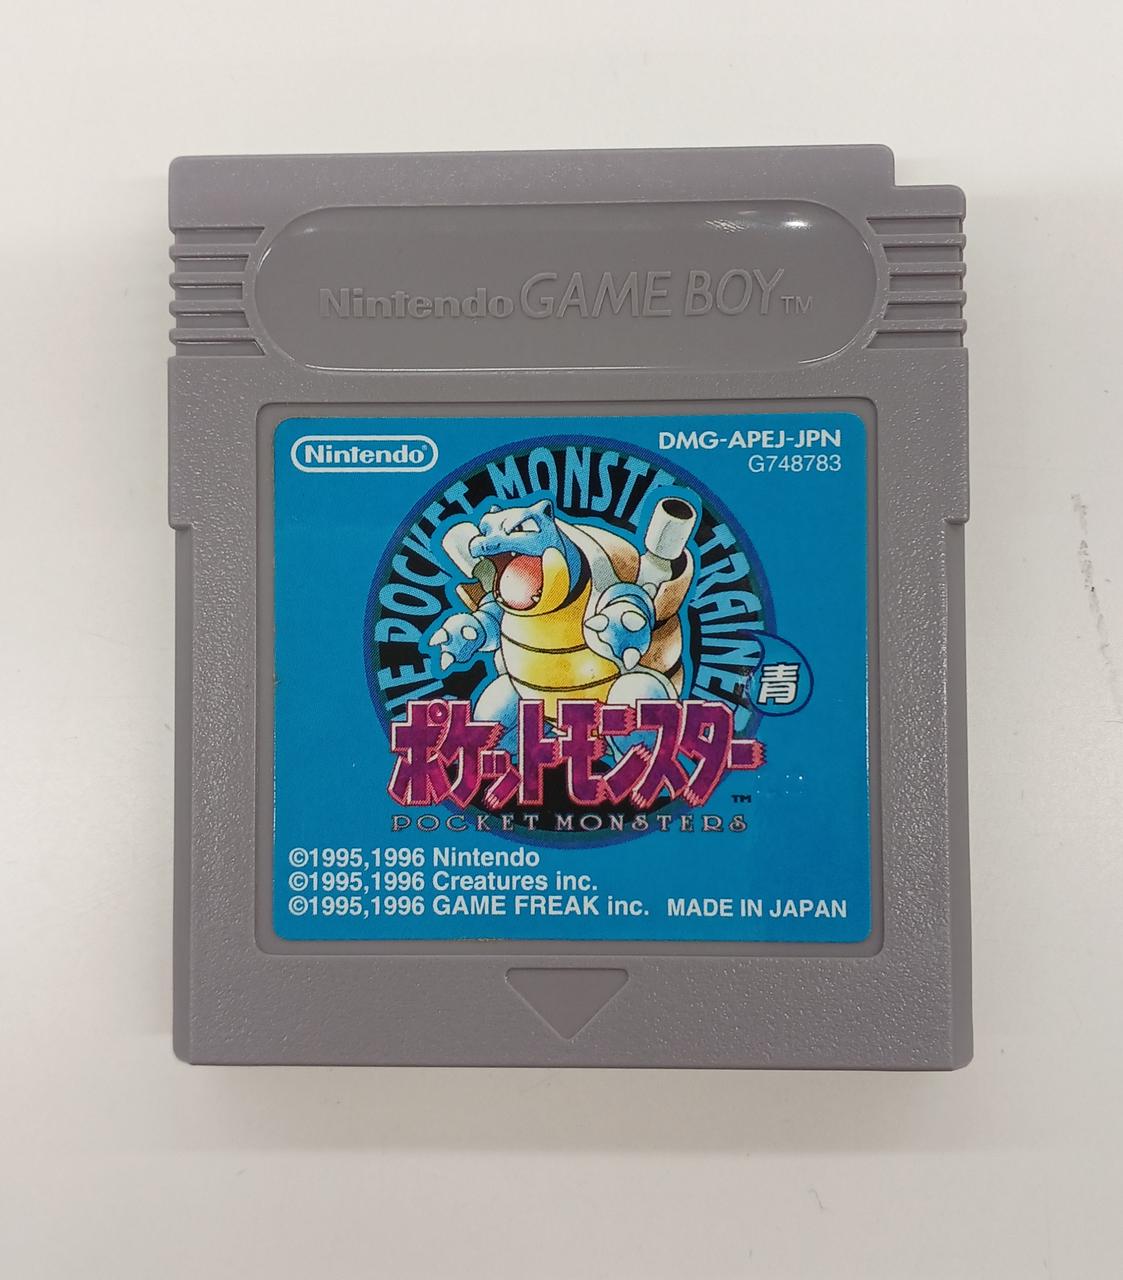 Nintendo GAME BOY™
Nintendo®
DMG-APEJ-JPN
G748783
THE POCKET MONSTER TRAINER
青
ポケットモンスター
™
POCKET MONSTERS
©1995,1996 Nintendo
©1995,1996 Creatures inc.
©1995,1996 GAME FREAK inc. MADE IN JAPAN